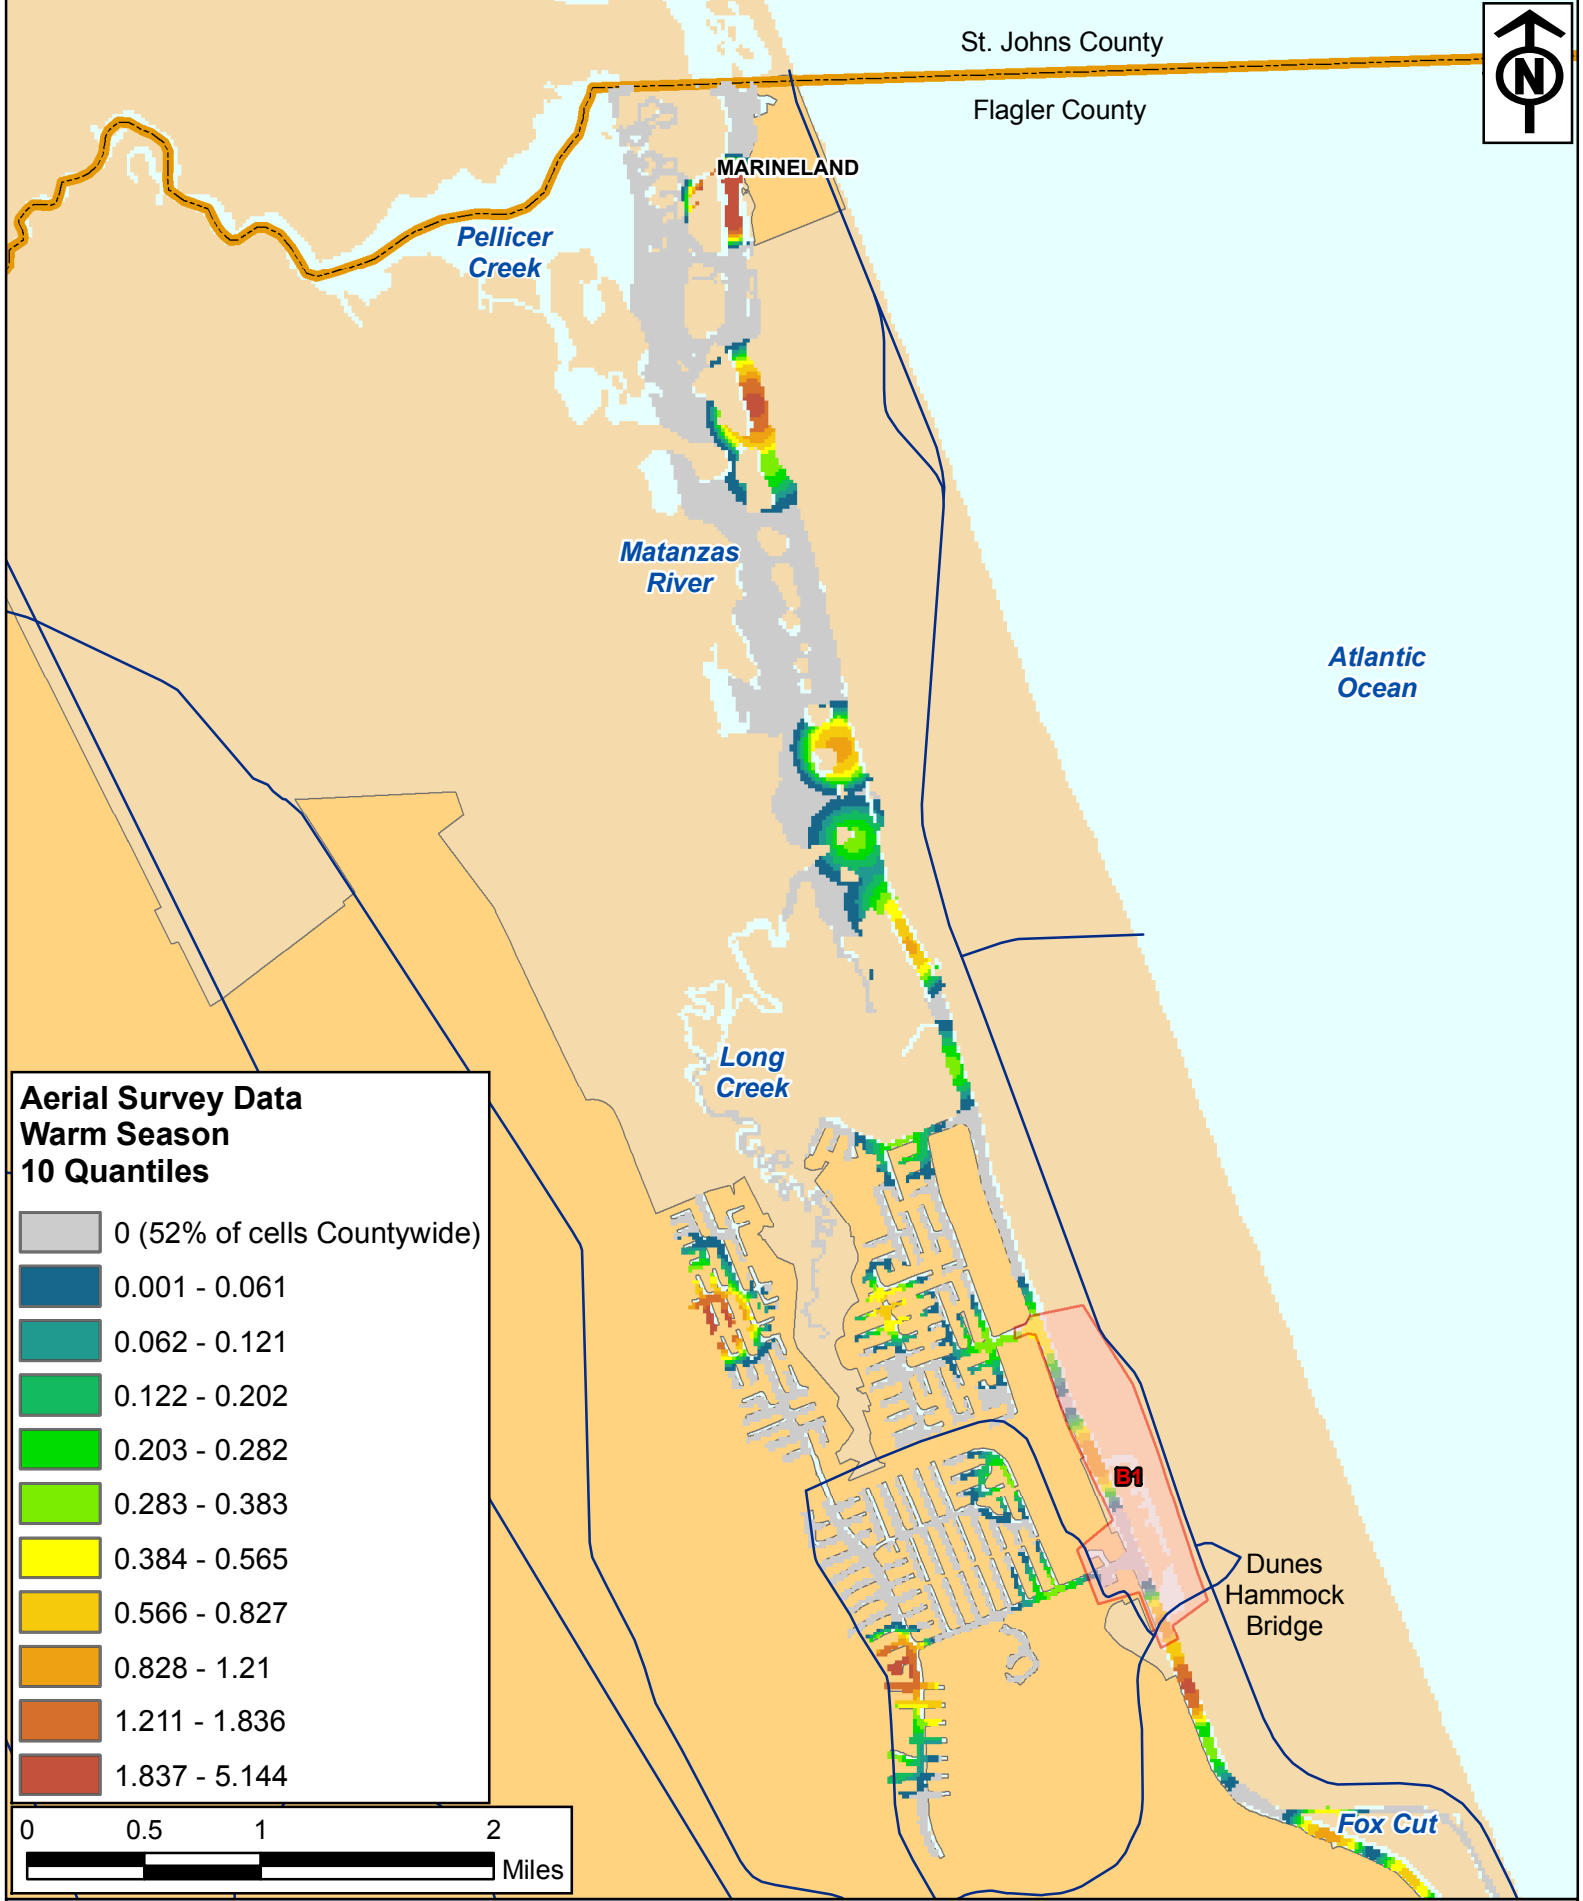 St. Johns County
N
Flagler County
MARINELAND
Pellicer
Creek
Matanzas
River
Atlantic
Ocean
Long
Creek
B1
Dunes
Hammock
Bridge
Fox Cut
Aerial Survey Data
Warm Season
10 Quantiles
0 (52% of cells Countywide)
0.001 - 0.061
0.062 - 0.121
0.122 - 0.202
0.203 - 0.282
0.283 - 0.383
0.384 - 0.565
0.566 - 0.827
0.828 - 1.21
1.211 - 1.836
1.837 - 5.144
0 0.5 1 2
Miles